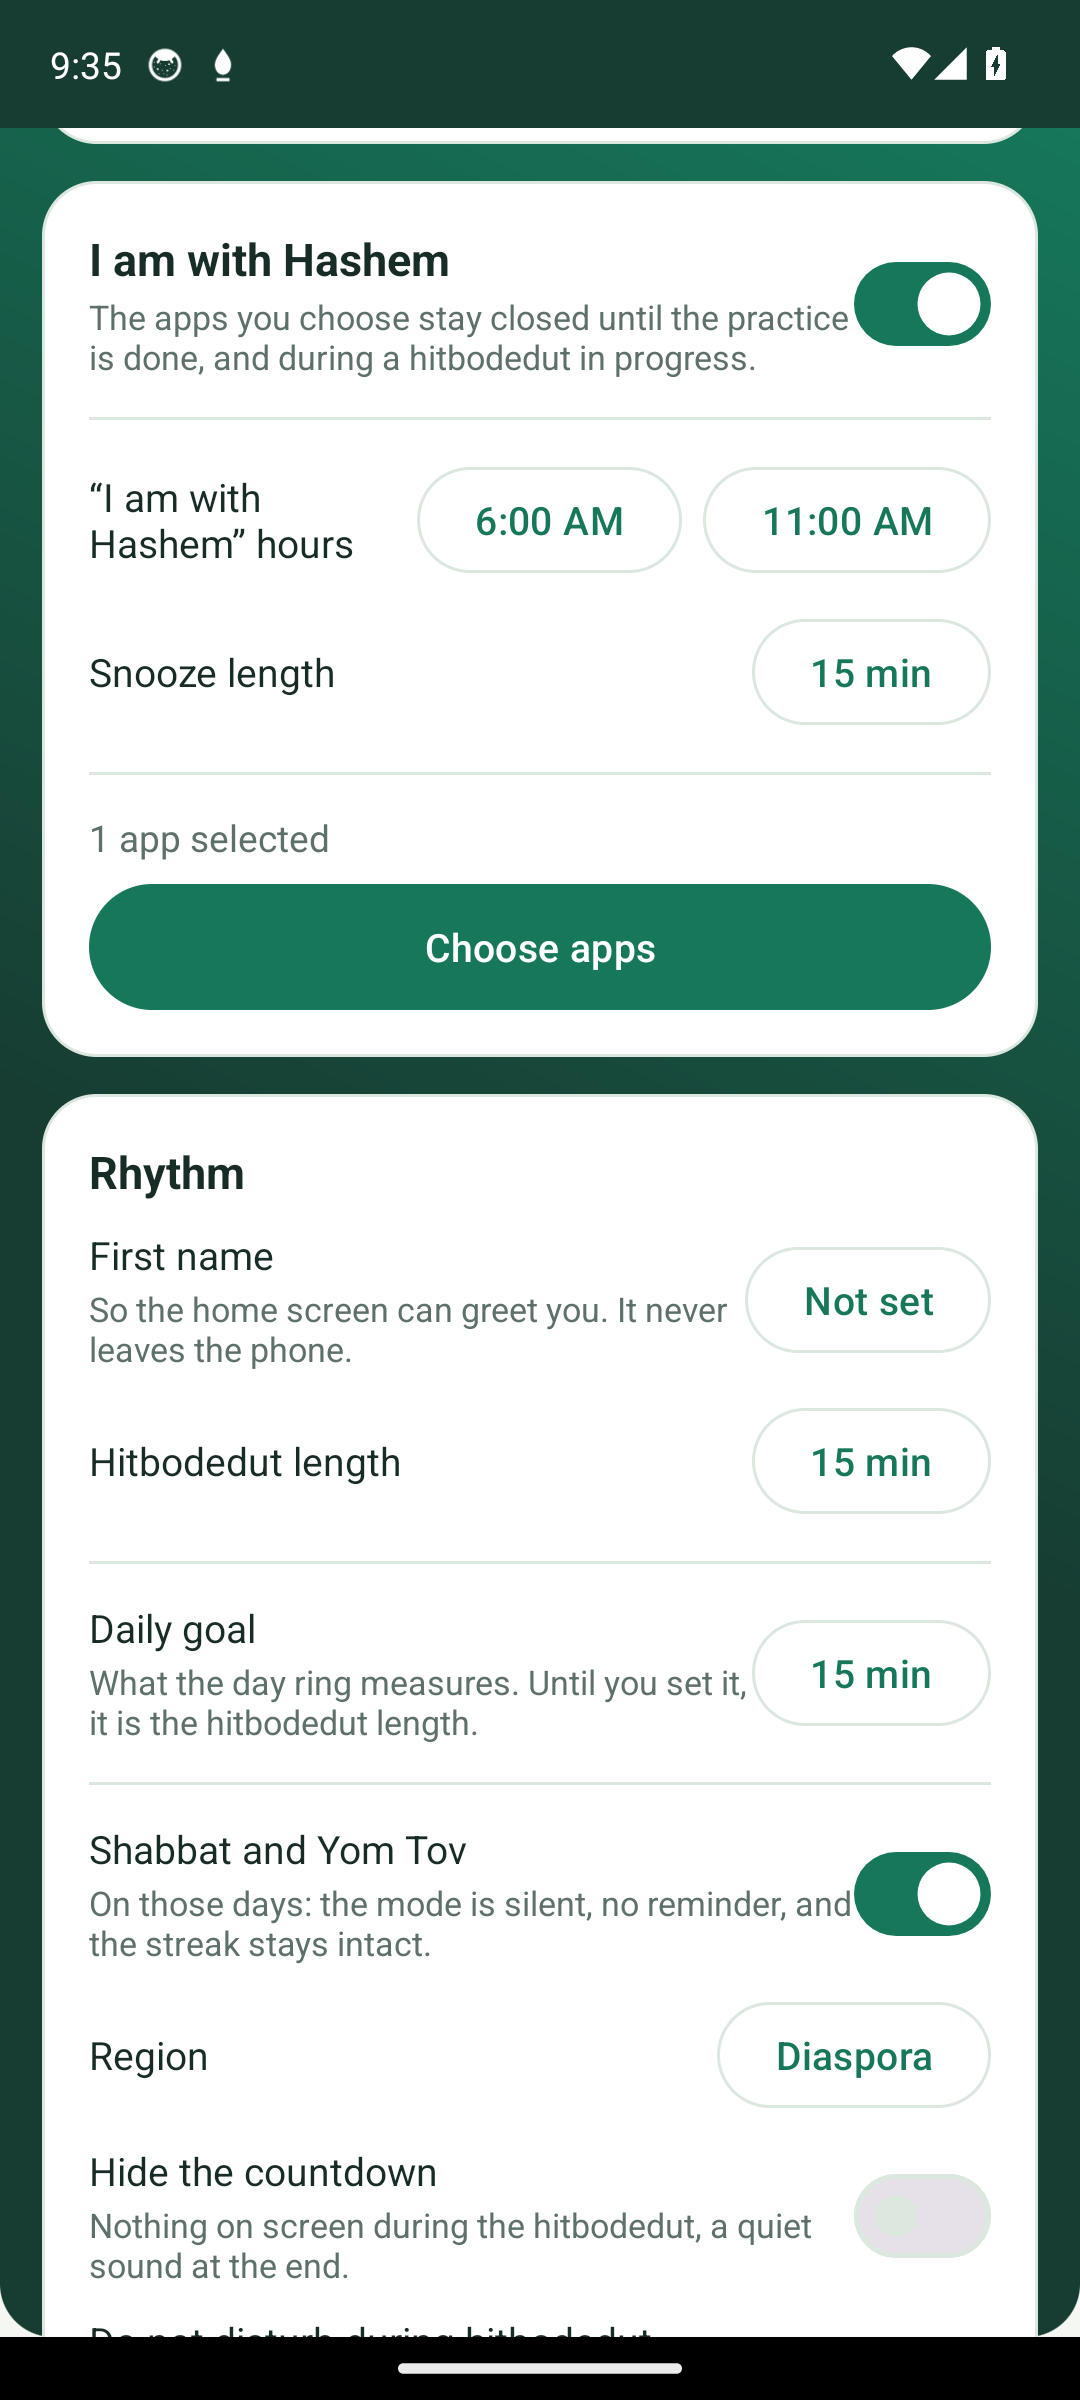 9:35
I am with Hashem
The apps you choose stay closed until the practice
is done, and during a hitbodedut in progress.
“I am with
Hashem” hours
6:00 AM
11:00 AM
Snooze length
15 min
1 app selected
Choose apps
Rhythm
First name
So the home screen can greet you. It never
leaves the phone.
Not set
Hitbodedut length
15 min
Daily goal
What the day ring measures. Until you set it,
it is the hitbodedut length.
15 min
Shabbat and Yom Tov
On those days: the mode is silent, no reminder, and
the streak stays intact.
Region
Diaspora
Hide the countdown
Nothing on screen during the hitbodedut, a quiet
sound at the end.
Do not disturb during hitbodedut